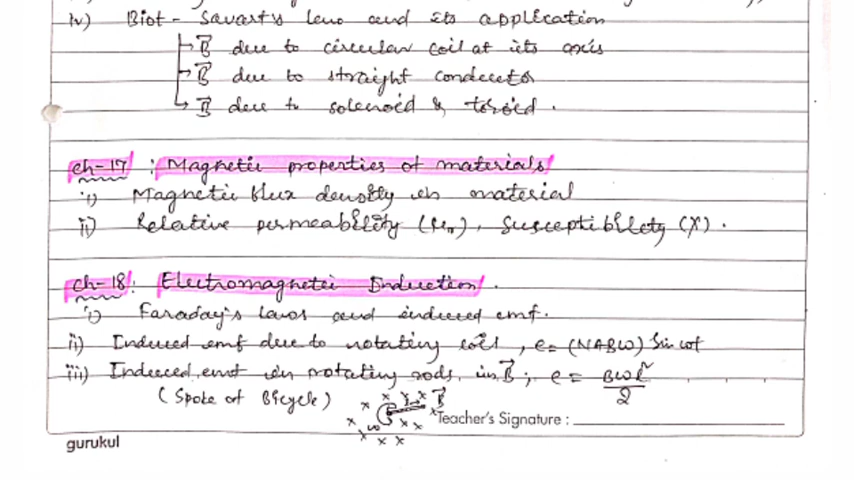 iv) Biot - Savart's laws and its application
→ B⃗ due to circular coil at its axis
→ B⃗ due to straight conductor
→ B⃗ due to solenoid & toroid .
ch-17 : Magnetic properties of materials
i) Magnetic flux density in material
ii) Relative permeability (μr), Susceptibility (χ) .
ch-18 : Electromagnetic Induction .
i) Faraday's laws and induced emf.
ii) Induced emf due to rotating coil, e = (NABω) Sin ωt
iii) Induced emf in rotating rods, in B⃗ ; e = Bωl²/2
(Spoke of Bicycle)
B⃗
ω
Teacher's Signature :
gurukul